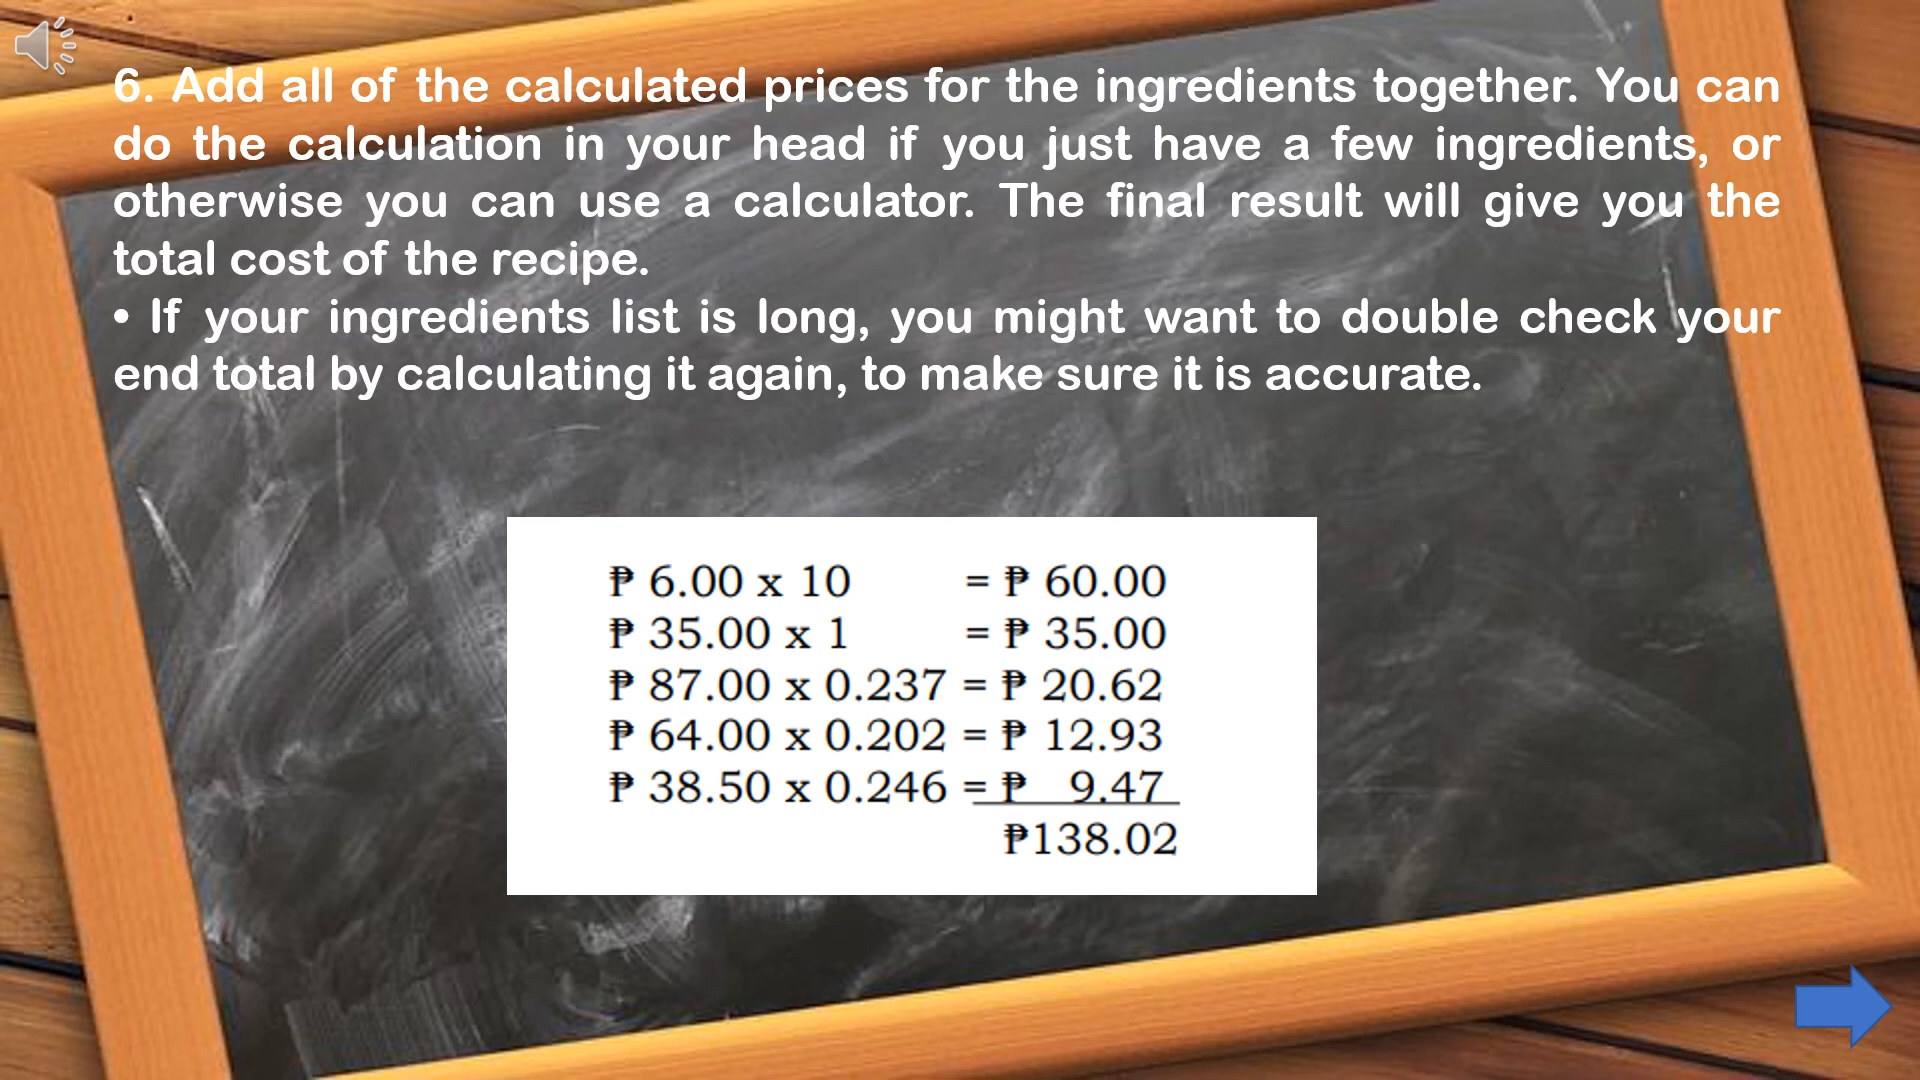 6. Add all of the calculated prices for the ingredients together. You can
do the calculation in your head if you just have a few ingredients, or
otherwise you can use a calculator. The final result will give you the
total cost of the recipe.
• If your ingredients list is long, you might want to double check your
end total by calculating it again, to make sure it is accurate.
₱ 6.00 x 10 = ₱ 60.00
₱ 35.00 x 1 = ₱ 35.00
₱ 87.00 x 0.237 = ₱ 20.62
₱ 64.00 x 0.202 = ₱ 12.93
₱ 38.50 x 0.246 = ₱ 9.47
₱138.02